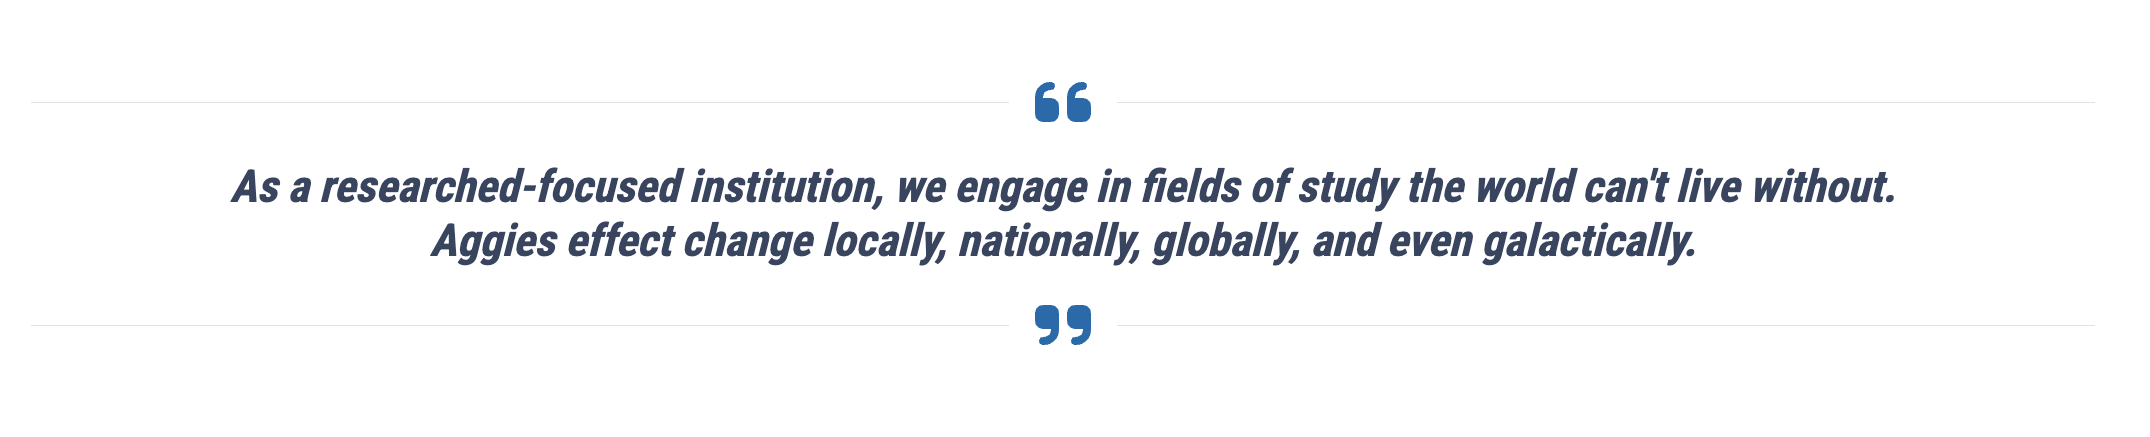 “
As a researched-focused institution, we engage in fields of study the world can't live without.
Aggies effect change locally, nationally, globally, and even galactically.
”